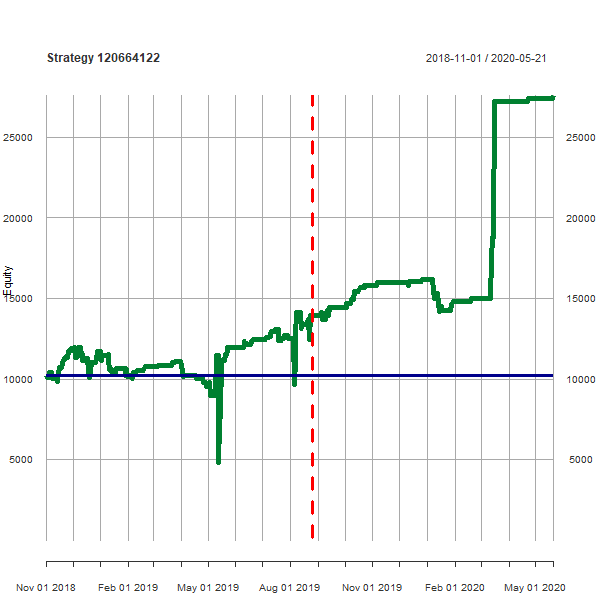 Strategy 120664122
2018-11-01 / 2020-05-21
25000
25000
20000
20000
Equity
15000
15000
10000
10000
5000
5000
Nov 01 2018
Feb 01 2019
May 01 2019
Aug 01 2019
Nov 01 2019
Feb 01 2020
May 01 2020